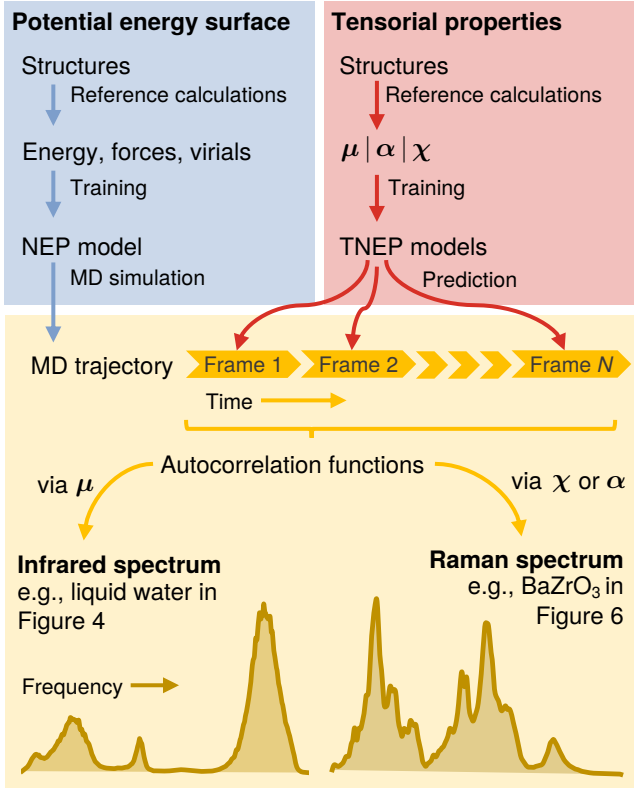 Potential energy surface
Structures
Reference calculations
Energy, forces, virials
Training
NEP model
MD simulation
Tensorial properties
Structures
Reference calculations
μ | α | χ
Training
TNEP models
Prediction
MD trajectory
Frame 1
Frame 2
Frame N
Time
Autocorrelation functions
via μ
via χ or α
Infrared spectrum
e.g., liquid water in
Figure 4
Raman spectrum
e.g., BaZrO₃ in
Figure 6
Frequency